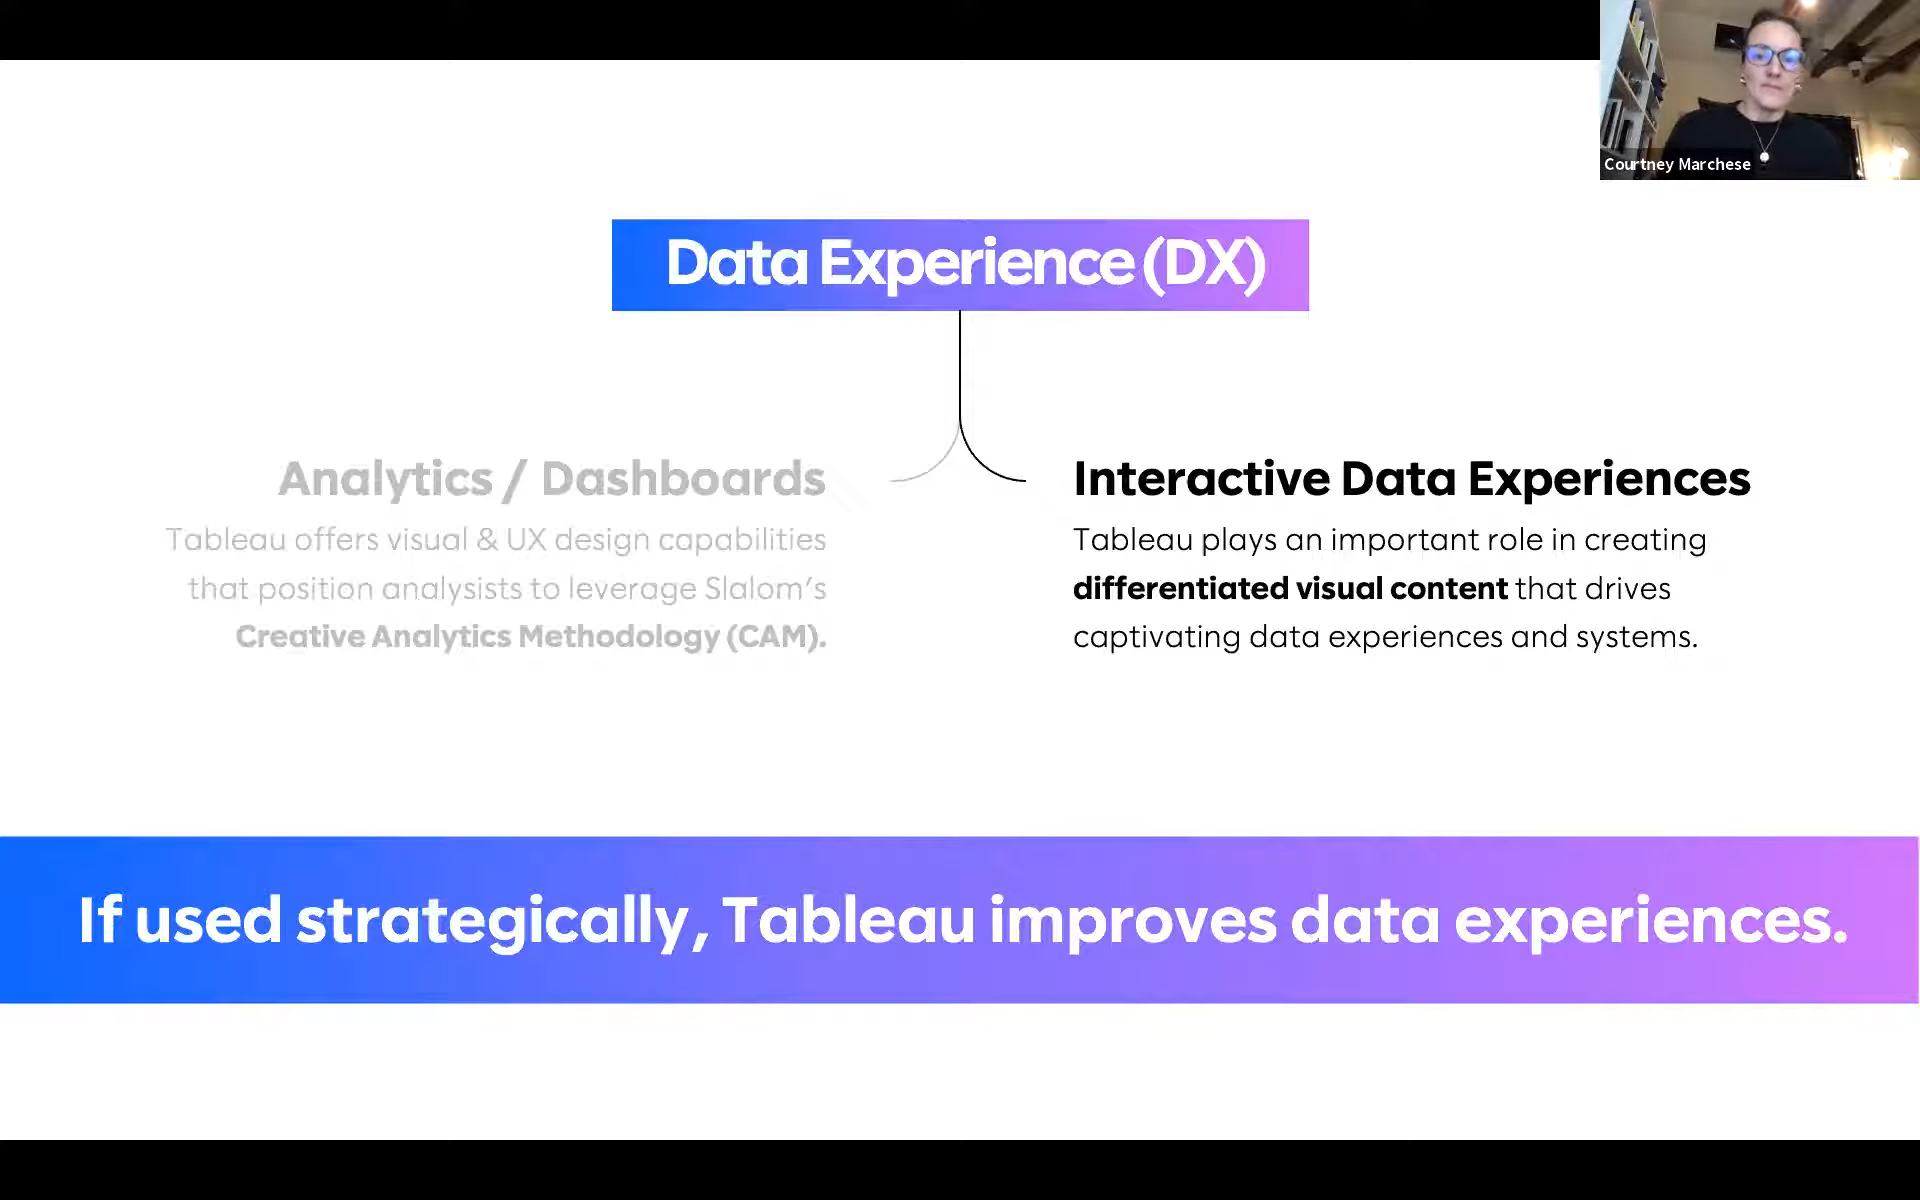 Courtney Marchese
Data Experience (DX)
Analytics / Dashboards
Tableau offers visual & UX design capabilities
that position analysists to leverage Slalom's
Creative Analytics Methodology (CAM).
Interactive Data Experiences
Tableau plays an important role in creating
differentiated visual content that drives
captivating data experiences and systems.
If used strategically, Tableau improves data experiences.